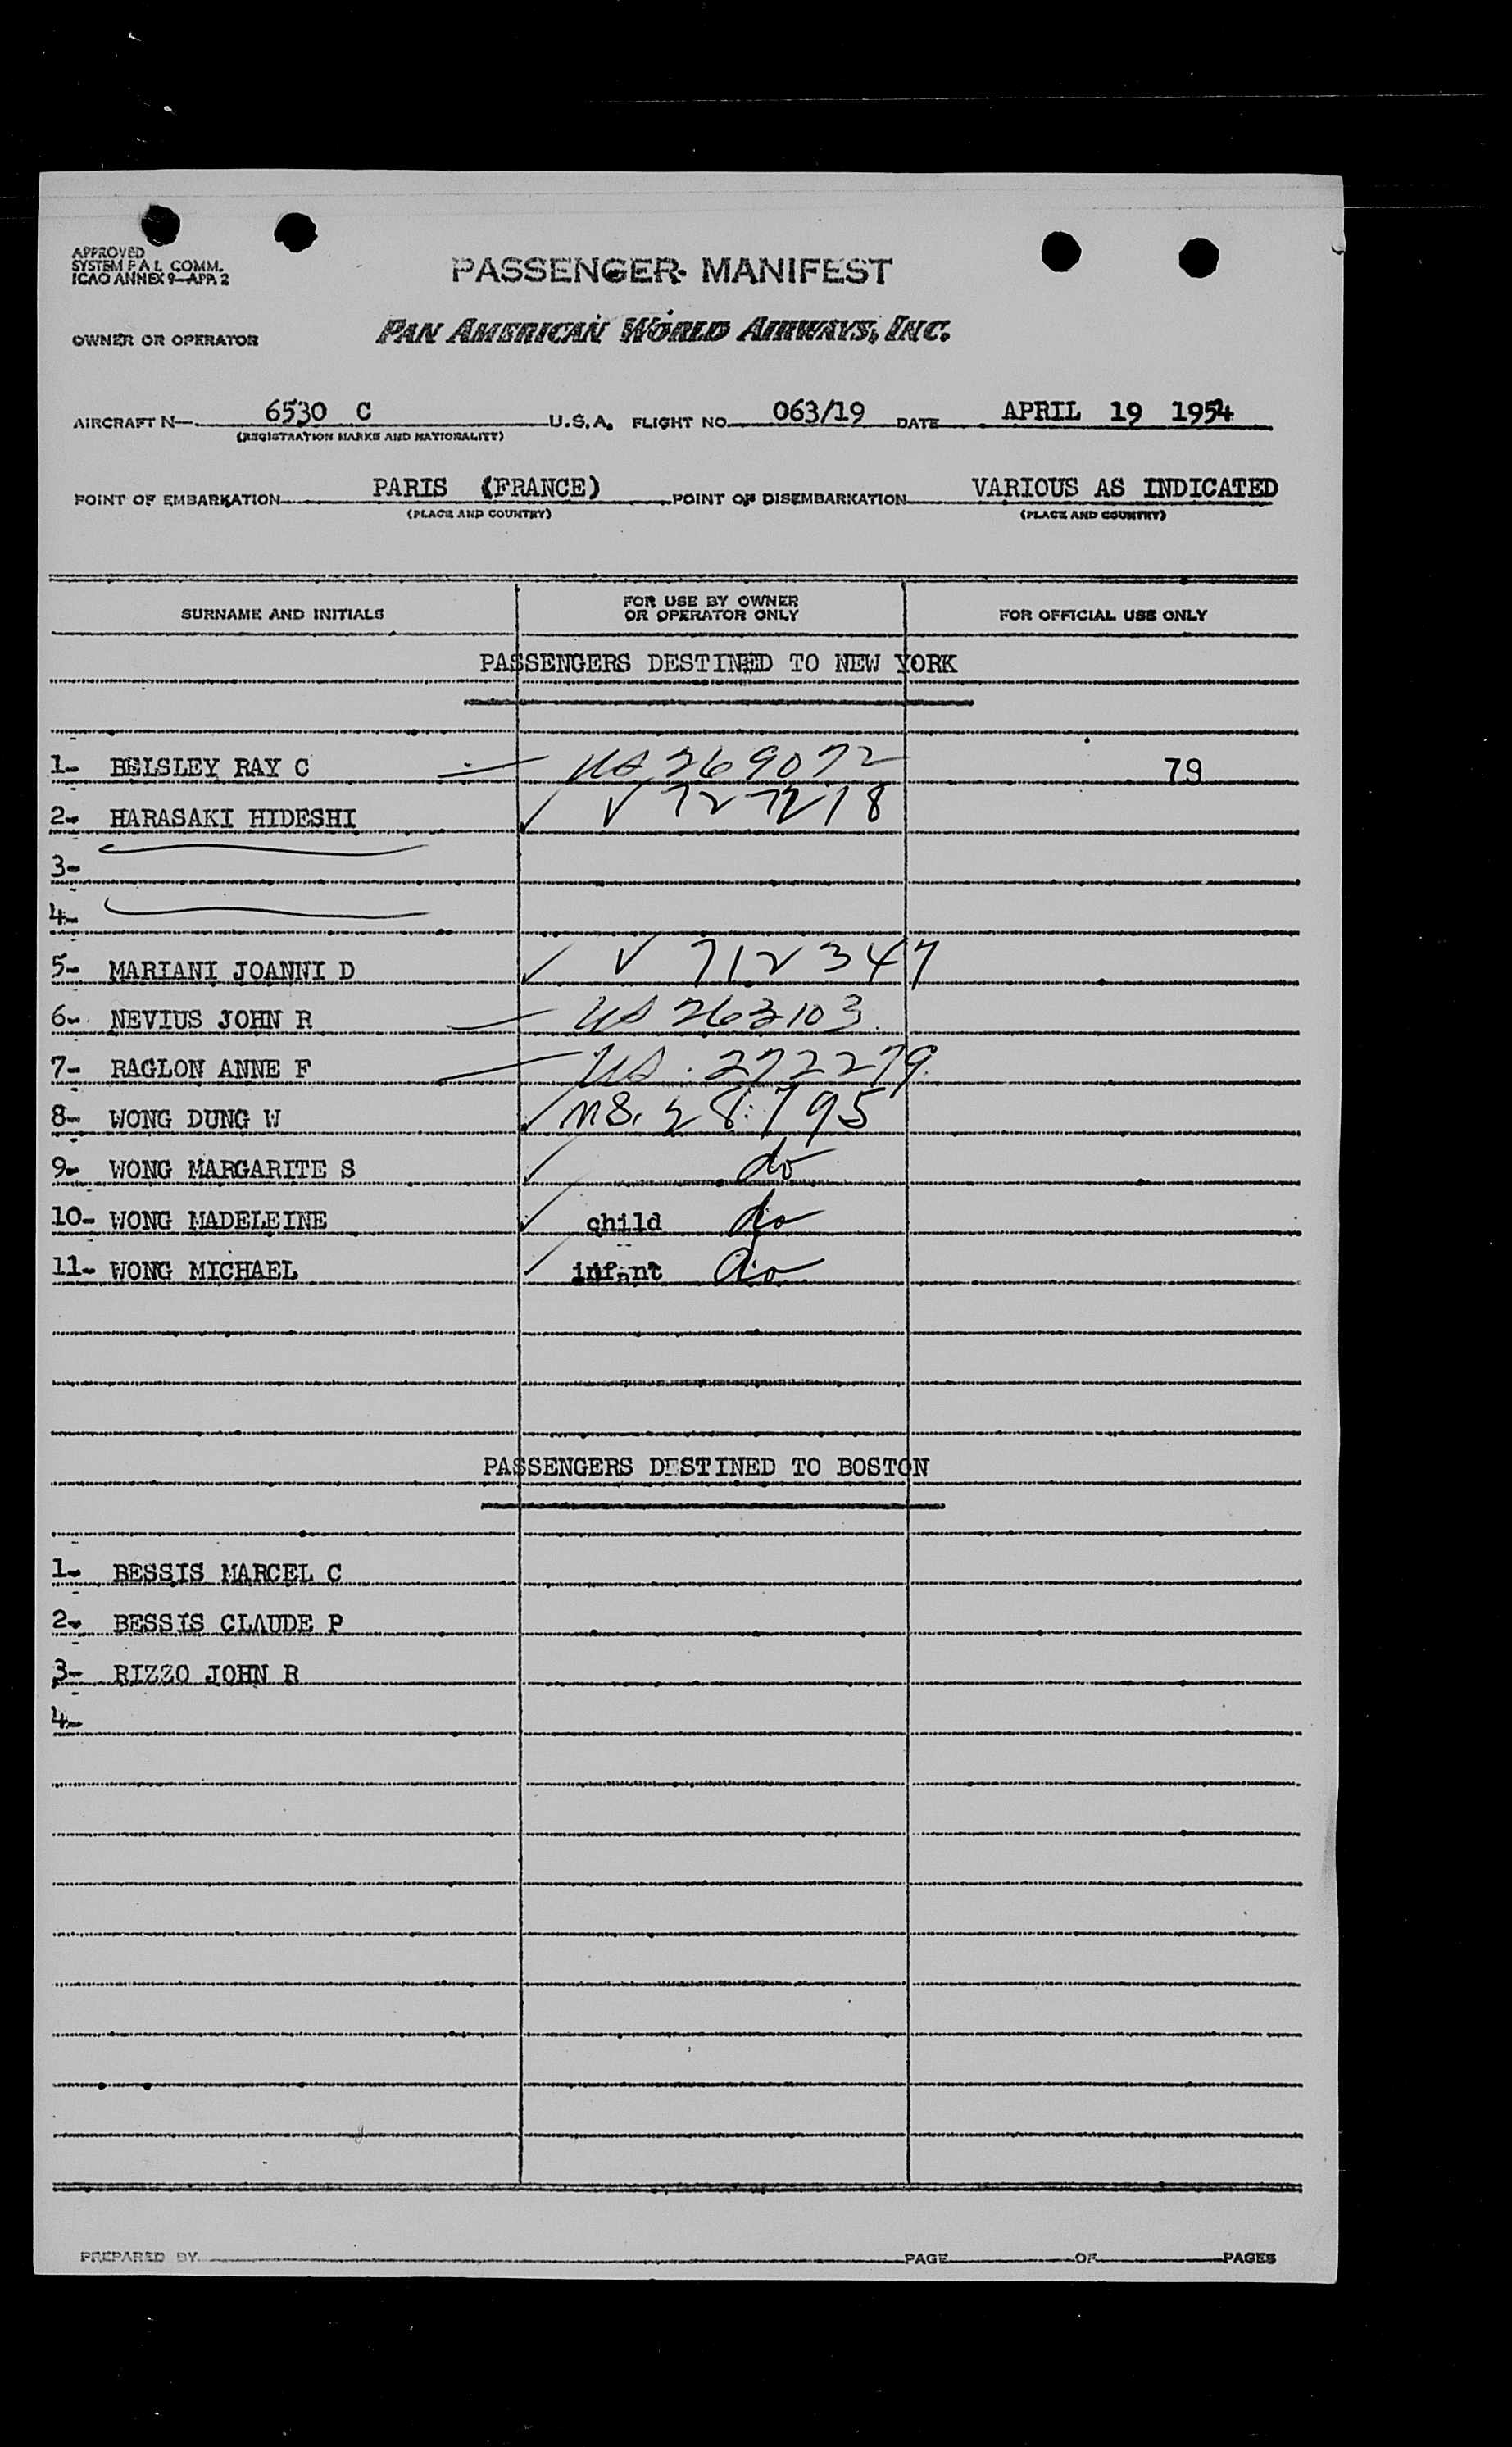 APPROVED
SYSTEM F A L COMM.
ICAO ANNEX 9-APP. 2
PASSENGER MANIFEST
OWNER OR OPERATOR PAN AMERICAN WORLD AIRWAYS, INC.
AIRCRAFT N- 6530 C U.S.A. FLIGHT NO. 063/19 DATE APRIL 19 1954
(REGISTRATION MARKS AND NATIONALITY)
POINT OF EMBARKATION PARIS (FRANCE) POINT OF DISEMBARKATION VARIOUS AS INDICATED
(PLACE AND COUNTRY) (PLACE AND COUNTRY)
SURNAME AND INITIALS FOR USE BY OWNER OR OPERATOR ONLY FOR OFFICIAL USE ONLY
PASSENGERS DESTINED TO NEW YORK
1- BELSLEY RAY C US 269072 79
2- HARASAKI HIDESHI V 727218
3-
4-
5- MARIANI JOANNI D V 712347
6- NEVIUS JOHN R US 263103
7- RAGLON ANNE F US. 272279
8- WONG DUNG W 795
9- WONG MARGARITE S do
10- WONG MADELEINE child do
11- WONG MICHAEL infant do
PASSENGERS DESTINED TO BOSTON
1- BESSIS MARCEL C
2- BESSIS CLAUDE P
3- RIZZO JOHN R
4-
PREPARED BY PAGE OF PAGES